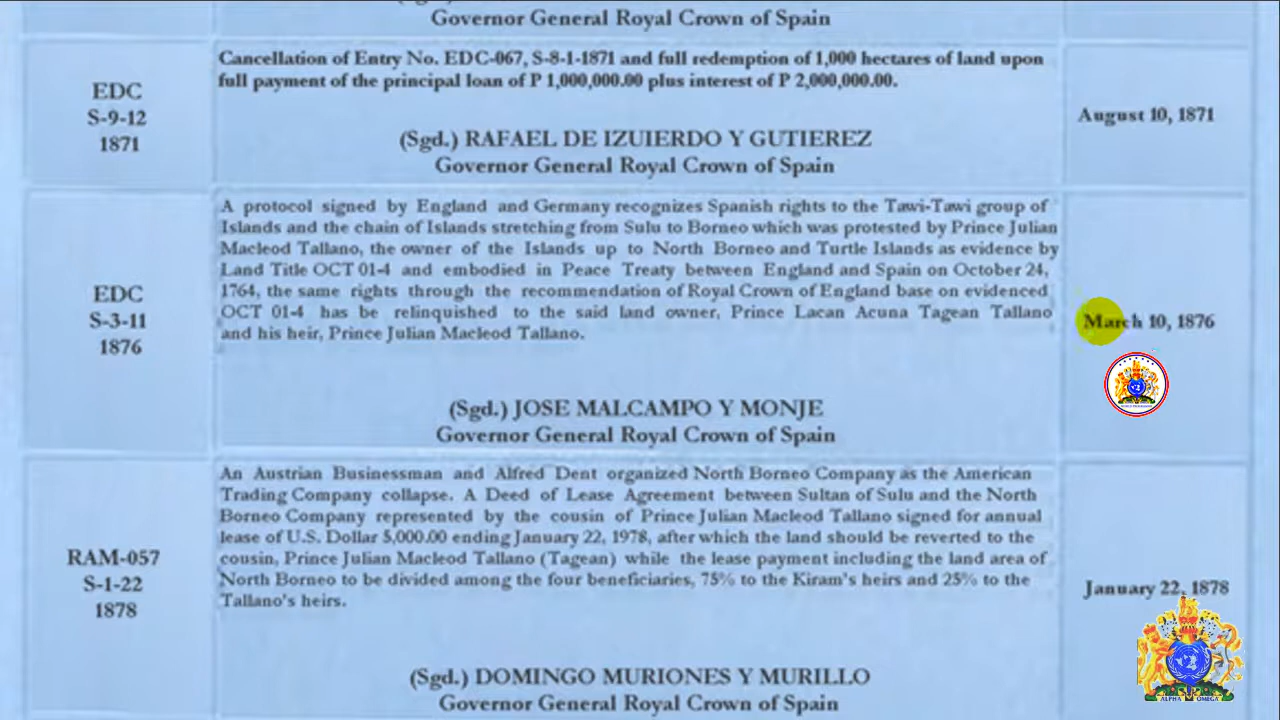 Governor General Royal Crown of Spain
EDC
S-9-12
1871
Cancellation of Entry No. EDC-067, S-8-1-1871 and full redemption of 1,000 hectares of land upon
full payment of the principal loan of P 1,000,000.00 plus interest of P 2,000,000.00.
(Sgd.) RAFAEL DE IZUIERDO Y GUTIEREZ
Governor General Royal Crown of Spain
August 10, 1871
EDC
S-3-11
1876
A protocol signed by England and Germany recognizes Spanish rights to the Tawi-Tawi group of
Islands and the chain of Islands stretching from Sulu to Borneo which was protested by Prince Julian
Macleod Tallano, the owner of the Islands up to North Borneo and Turtle Islands as evidence by
Land Title OCT 01-4 and embodied in Peace Treaty between England and Spain on October 24,
1764, the same rights through the recommendation of Royal Crown of England base on evidenced
OCT 01-4 has be relinquished to the said land owner, Prince Lacan Acuna Tagean Tallano
and his heir, Prince Julian Macleod Tallano.
(Sgd.) JOSE MALCAMPO Y MONJE
Governor General Royal Crown of Spain
March 10, 1876
RAM-057
S-1-22
1878
An Austrian Businessman and Alfred Dent organized North Borneo Company as the American
Trading Company collapse. A Deed of Lease Agreement between Sultan of Sulu and the North
Borneo Company represented by the cousin of Prince Julian Macleod Tallano signed for annual
lease of U.S. Dollar 5,000.00 ending January 22, 1978, after which the land should be reverted to the
cousin, Prince Julian Macleod Tallano (Tagean) while the lease payment including the land area of
North Borneo to be divided among the four beneficiaries, 75% to the Kiram's heirs and 25% to the
Tallano's heirs.
(Sgd.) DOMINGO MURIONES Y MURILLO
Governor General Royal Crown of Spain
January 22, 1878
ALPHA OMEGA